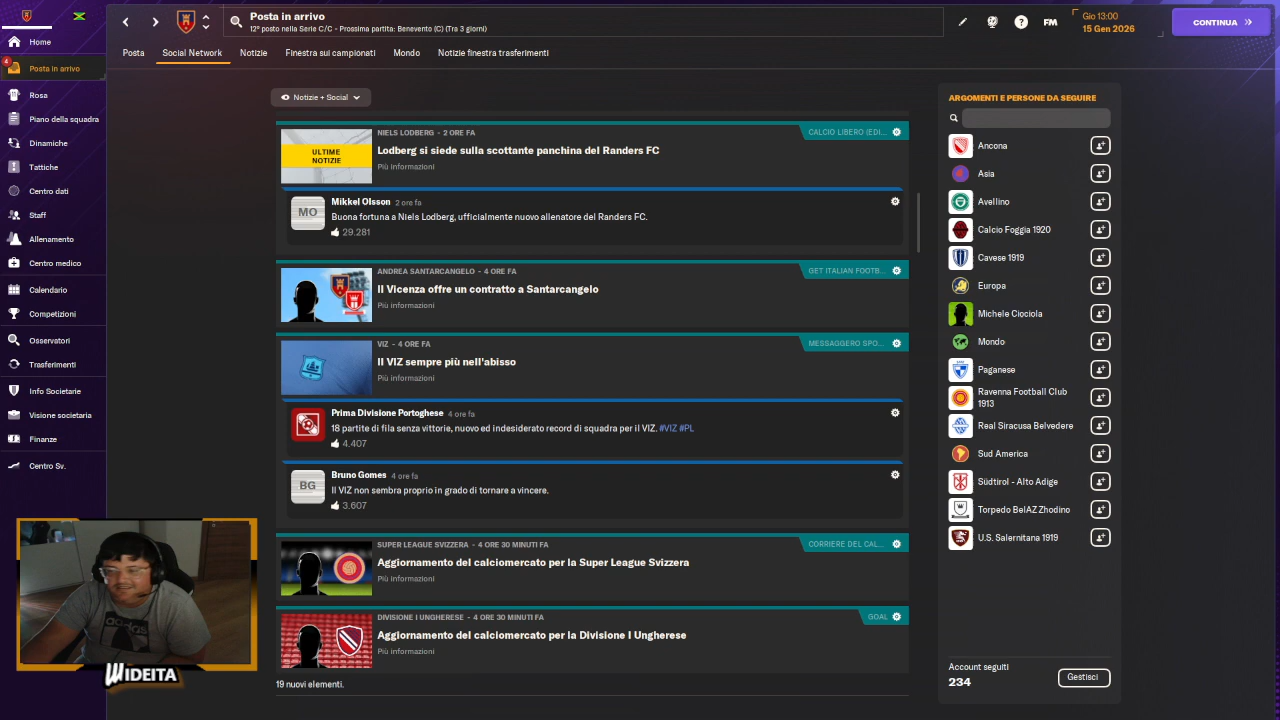 Posta in arrivo
12° posto nella Serie C/C - Prossima partita: Benevento (C) (Tra 3 giorni)
FM
Gio 13:00
15 Gen 2026
CONTINUA
Posta
Social Network
Notizie
Finestra sui campionati
Mondo
Notizie finestra trasferimenti
Home
4
Posta in arrivo
Rosa
Piano della squadra
Dinamiche
Tattiche
Centro dati
Staff
Allenamento
Centro medico
Calendario
Competizioni
Osservatori
Trasferimenti
Info Societarie
Visione societaria
Finanze
Centro Sv.
Notizie + Social
NIELS LODBERG - 2 ORE FA
CALCIO LIBERO (EDI...
ULTIME
NOTIZIE
Lodberg si siede sulla scottante panchina del Randers FC
Più Informazioni
MO
Mikkel Olsson 2 ore fa
Buona fortuna a Niels Lodberg, ufficialmente nuovo allenatore del Randers FC.
29.281
ANDREA SANTARCANGELO - 4 ORE FA
GET ITALIAN FOOTB...
Il Vicenza offre un contratto a Santarcangelo
Più Informazioni
VIZ - 4 ORE FA
MESSAGGERO SPO...
Il VIZ sempre più nell'abisso
Più Informazioni
Prima Divisione Portoghese 4 ore fa
18 partite di fila senza vittorie, nuovo ed indesiderato record di squadra per il VIZ. #VIZ #PL
4.407
BG
Bruno Gomes 4 ore fa
Il VIZ non sembra proprio in grado di tornare a vincere.
3.607
SUPER LEAGUE SVIZZERA - 4 ORE 30 MINUTI FA
CORRIERE DEL CAL...
Aggiornamento del calciomercato per la Super League Svizzera
Più Informazioni
DIVISIONE I UNGHERESE - 4 ORE 30 MINUTI FA
GOAL
Aggiornamento del calciomercato per la Divisione I Ungherese
Più Informazioni
19 nuovi elementi.
ARGOMENTI E PERSONE DA SEGUIRE
Ancona
Asia
Avellino
Calcio Foggia 1920
Cavese 1919
Europa
Michele CiocIola
Mondo
Paganese
Ravenna Football Club
1913
Real Siracusa Belvedere
Sud America
Südtirol - Alto Adige
Torpedo BelAZ Zhodino
U.S. Salernitana 1919
Account seguiti
234
Gestisci
adidas
WIDEITA